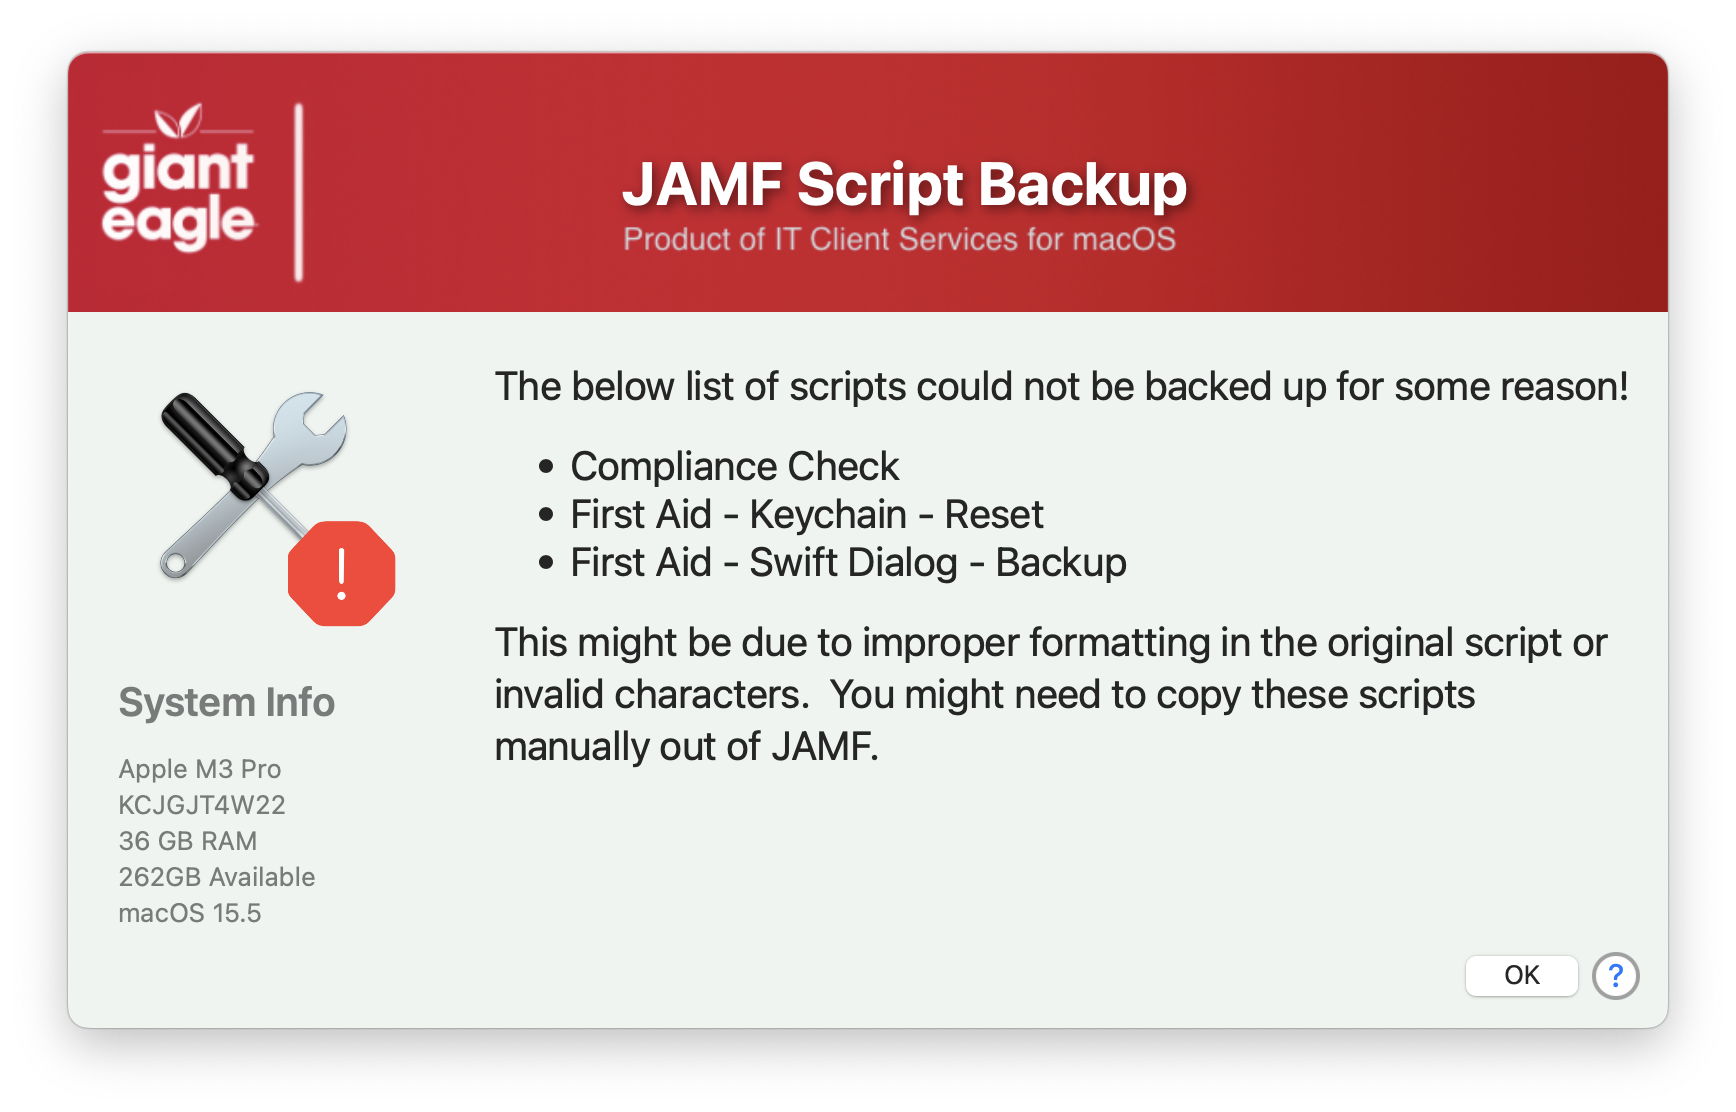 giant
eagle
JAMF Script Backup
Product of IT Client Services for macOS
The below list of scripts could not be backed up for some reason!
• Compliance Check
• First Aid - Keychain - Reset
• First Aid - Swift Dialog - Backup
This might be due to improper formatting in the original script or
invalid characters.  You might need to copy these scripts
manually out of JAMF.
!
System Info
Apple M3 Pro
KCJGJT4W22
36 GB RAM
262GB Available
macOS 15.5
OK
?